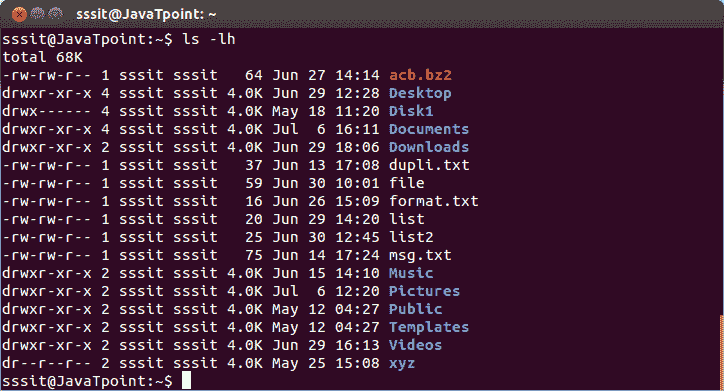 sssit@JavaTpoint: ~
sssit@JavaTpoint:~$ ls -lh
total 68K
-rw-rw-r-- 1 sssit sssit   64 Jun 27 14:14 acb.bz2
drwxr-xr-x 4 sssit sssit 4.0K Jun 29 12:28 Desktop
drwx------ 4 sssit sssit 4.0K May 18 11:20 Disk1
drwxr-xr-x 4 sssit sssit 4.0K Jul  6 16:11 Documents
drwxr-xr-x 2 sssit sssit 4.0K Jun 29 18:06 Downloads
-rw-rw-r-- 1 sssit sssit   37 Jun 13 17:08 dupli.txt
-rw-rw-r-- 1 sssit sssit   59 Jun 30 10:01 file
-rw-rw-r-- 1 sssit sssit   16 Jun 26 15:09 format.txt
-rw-rw-r-- 1 sssit sssit   20 Jun 29 14:20 list
-rw-rw-r-- 1 sssit sssit   25 Jun 30 12:45 list2
-rw-rw-r-- 1 sssit sssit   75 Jun 14 17:24 msg.txt
drwxr-xr-x 2 sssit sssit 4.0K Jun 15 14:10 Music
drwxr-xr-x 2 sssit sssit 4.0K Jul  6 12:20 Pictures
drwxr-xr-x 2 sssit sssit 4.0K May 12 04:27 Public
drwxr-xr-x 2 sssit sssit 4.0K May 12 04:27 Templates
drwxr-xr-x 2 sssit sssit 4.0K Jun 29 16:13 Videos
dr--r--r-- 2 sssit sssit 4.0K May 25 15:08 xyz
sssit@JavaTpoint:~$